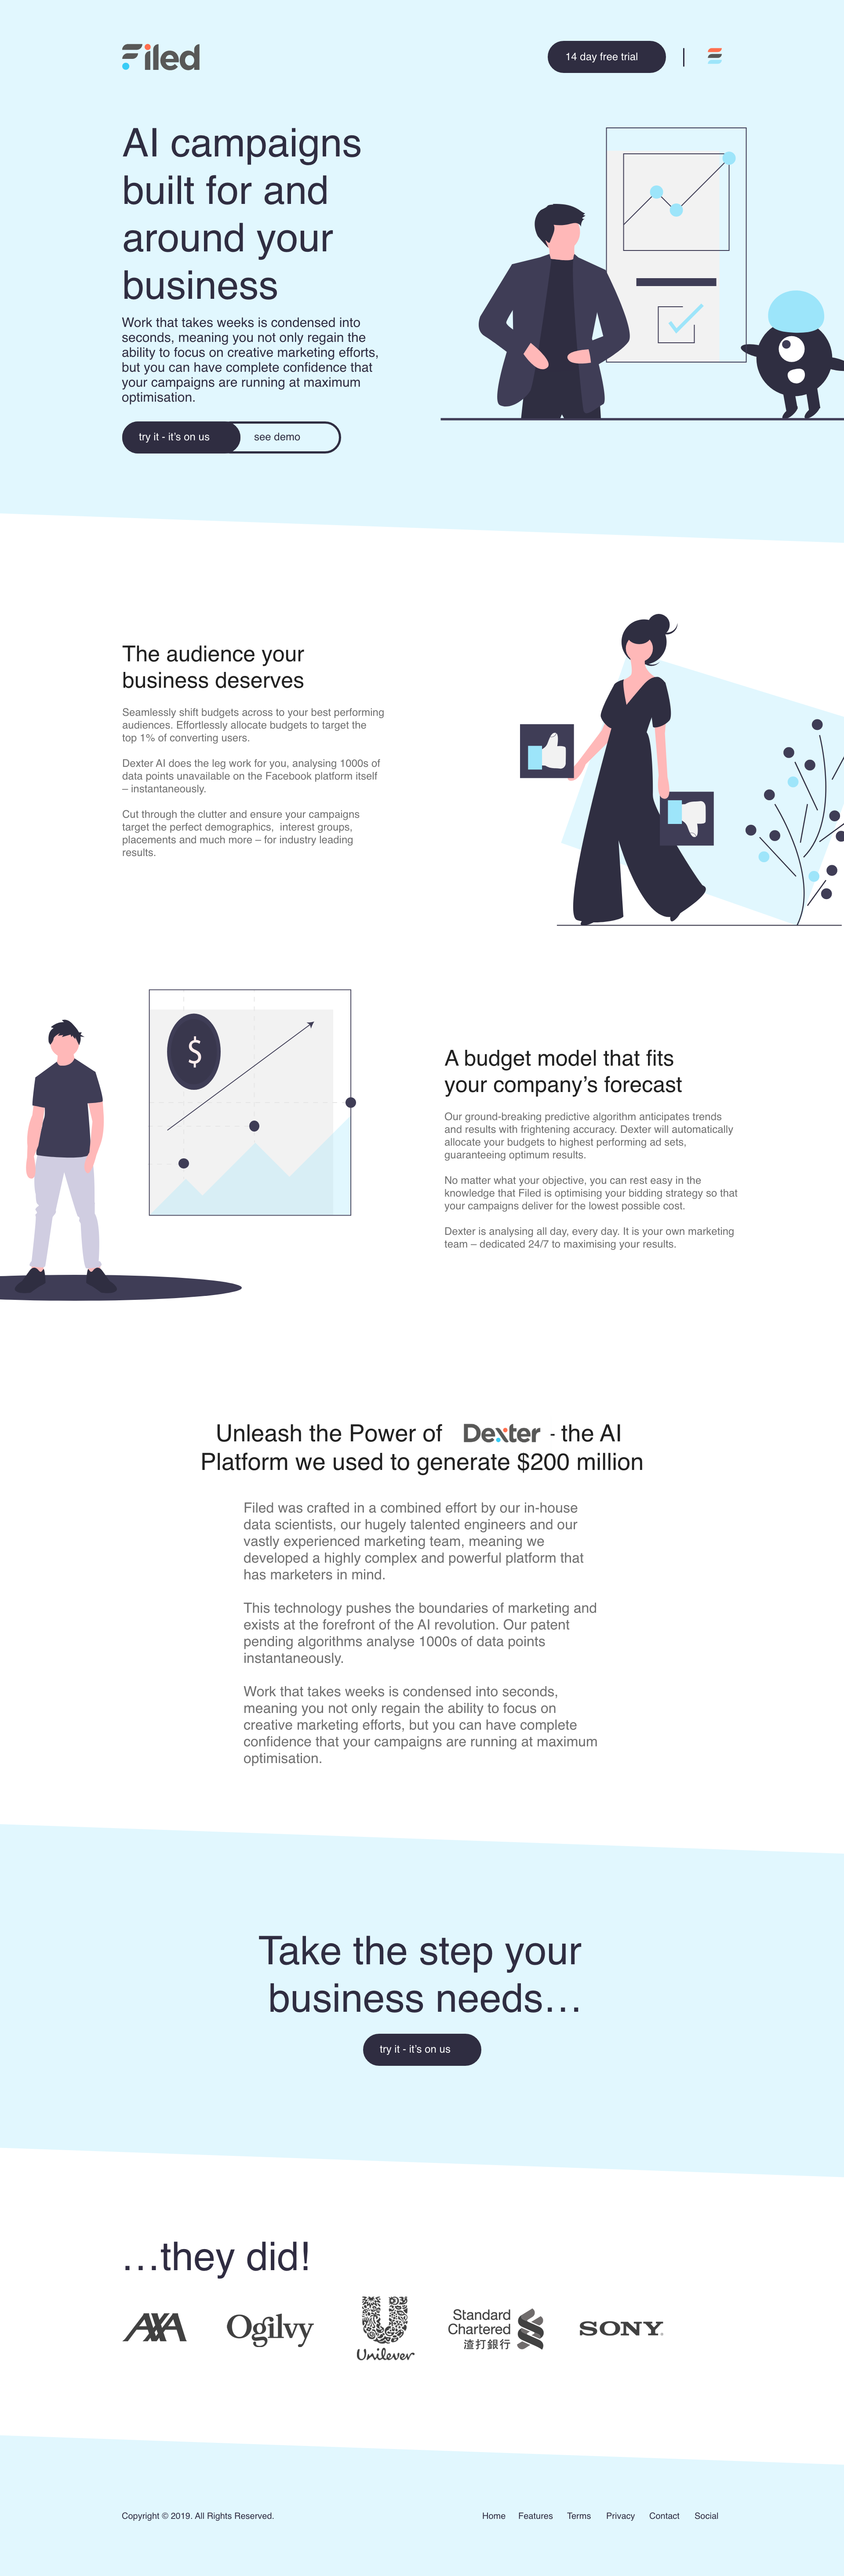 Filed
14 day free trial
AI campaigns
built for and
around your
business
Work that takes weeks is condensed into
seconds, meaning you not only regain the
ability to focus on creative marketing efforts,
but you can have complete confidence that
your campaigns are running at maximum
optimisation.
try it - it’s on us
see demo
The audience your
business deserves
Seamlessly shift budgets across to your best performing
audiences. Effortlessly allocate budgets to target the
top 1% of converting users.
Dexter AI does the leg work for you, analysing 1000s of
data points unavailable on the Facebook platform itself
– instantaneously.
Cut through the clutter and ensure your campaigns
target the perfect demographics,  interest groups,
placements and much more – for industry leading
results.
$
A budget model that fits
your company’s forecast
Our ground-breaking predictive algorithm anticipates trends
and results with frightening accuracy. Dexter will automatically
allocate your budgets to highest performing ad sets,
guaranteeing optimum results.
No matter what your objective, you can rest easy in the
knowledge that Filed is optimising your bidding strategy so that
your campaigns deliver for the lowest possible cost.
Dexter is analysing all day, every day. It is your own marketing
team – dedicated 24/7 to maximising your results.
Unleash the Power of Dexter - the AI
Platform we used to generate $200 million
Filed was crafted in a combined effort by our in-house
data scientists, our hugely talented engineers and our
vastly experienced marketing team, meaning we
developed a highly complex and powerful platform that
has marketers in mind.
This technology pushes the boundaries of marketing and
exists at the forefront of the AI revolution. Our patent
pending algorithms analyse 1000s of data points
instantaneously.
Work that takes weeks is condensed into seconds,
meaning you not only regain the ability to focus on
creative marketing efforts, but you can have complete
confidence that your campaigns are running at maximum
optimisation.
Take the step your
business needs…
try it - it’s on us
…they did!
AXA
Ogilvy
Unilever
Standard
Chartered
渣打銀行
SONY
Copyright © 2019. All Rights Reserved.
Home Features Terms Privacy Contact Social